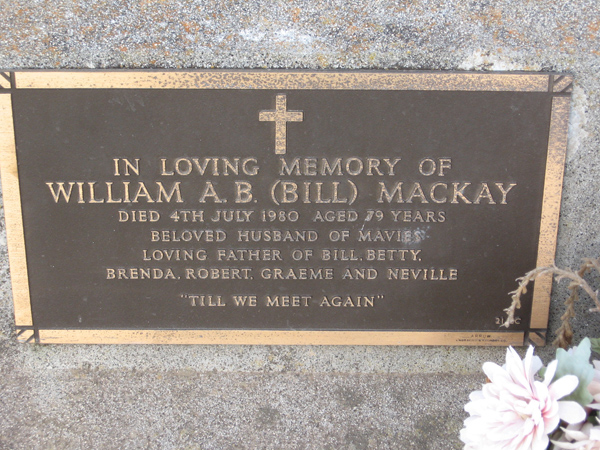 IN LOVING MEMORY OF
WILLIAM A.B. (BILL) MACKAY
DIED 4TH JULY 1980 AGED 79 YEARS
BELOVED HUSBAND OF MAVIES
LOVING FATHER OF BILL, BETTY,
BRENDA, ROBERT, GRAEME AND NEVILLE
"TILL WE MEET AGAIN"